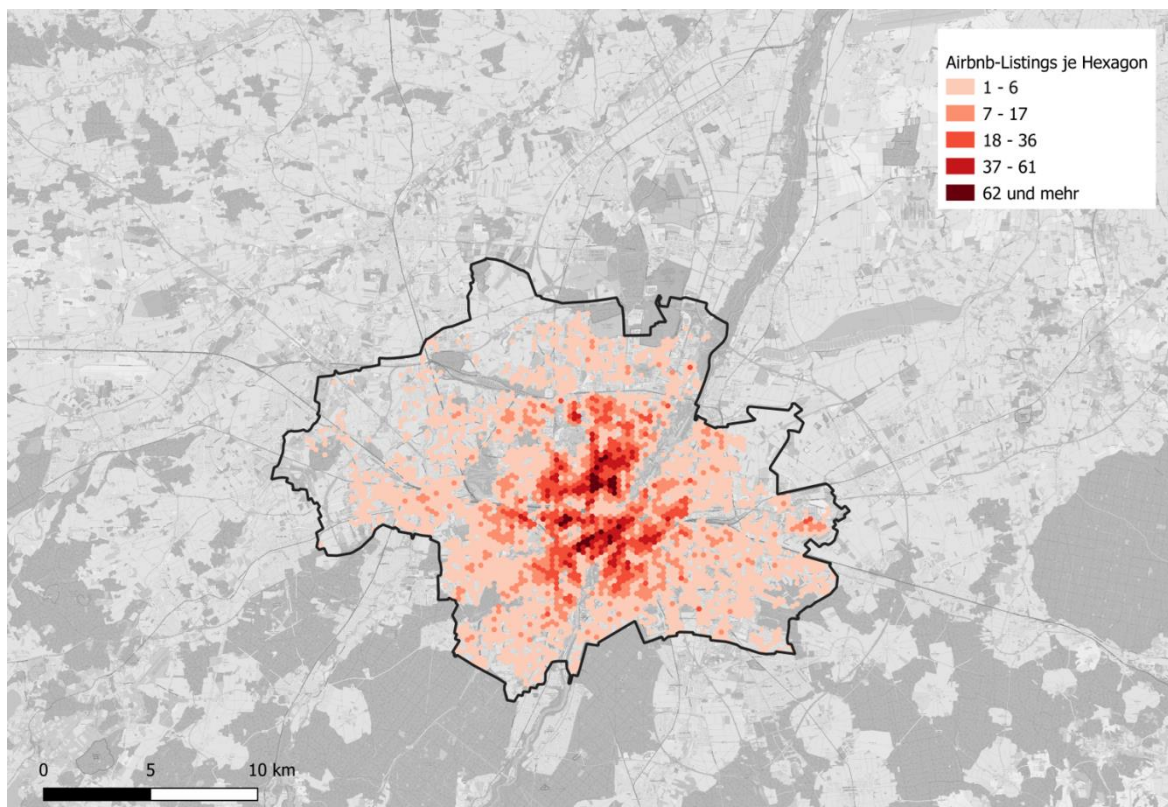 Airbnb-Listings je Hexagon
1 - 6
7 - 17
18 - 36
37 - 61
62 und mehr
0 5 10 km